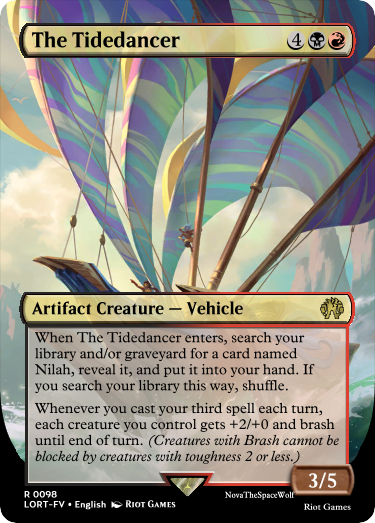 The Tidedancer 4
Artifact Creature — Vehicle
When The Tidedancer enters, search your
library and/or graveyard for a card named
Nilah, reveal it, and put it into your hand. If
you search your library this way, shuffle.
Whenever you cast your third spell each turn,
each creature you control gets +2/+0 and brash
until end of turn. (Creatures with Brash cannot be
blocked by creatures with toughness 2 or less.)
3/5
R 0098
LORT-FV • English Riot Games
NovaTheSpaceWolf
Riot Games